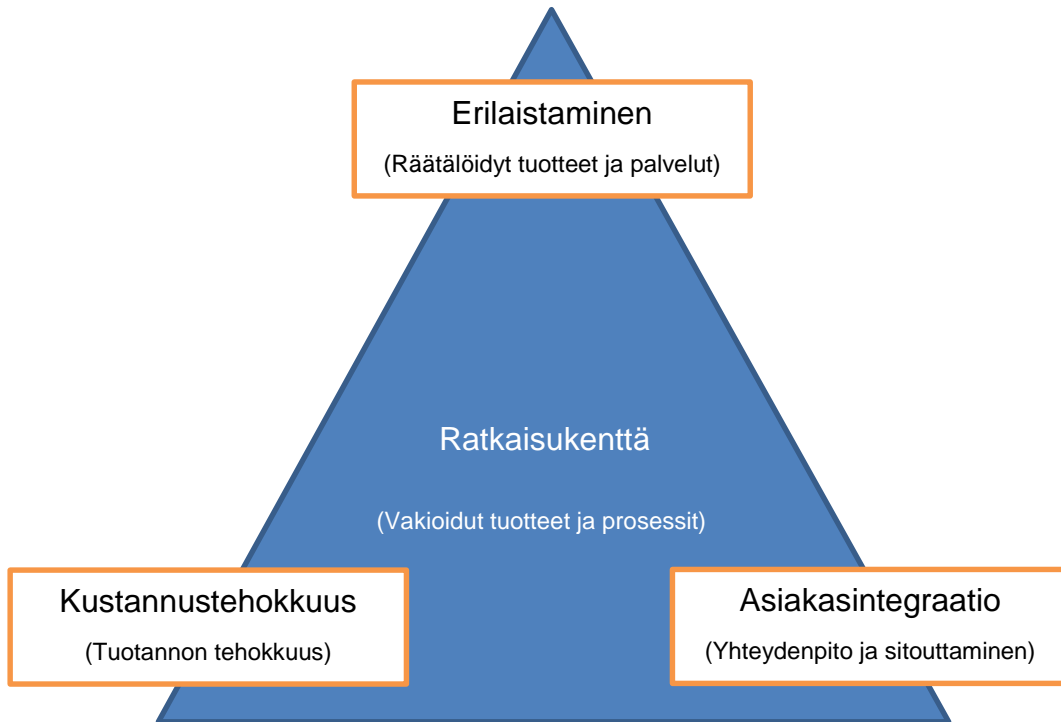 Erilaistaminen
(Räätälöidyt tuotteet ja palvelut)
Ratkaisukenttä
(Vakioidut tuotteet ja prosessit)
Kustannustehokkuus
(Tuotannon tehokkuus)
Asiakasintegraatio
(Yhteydenpito ja sitouttaminen)